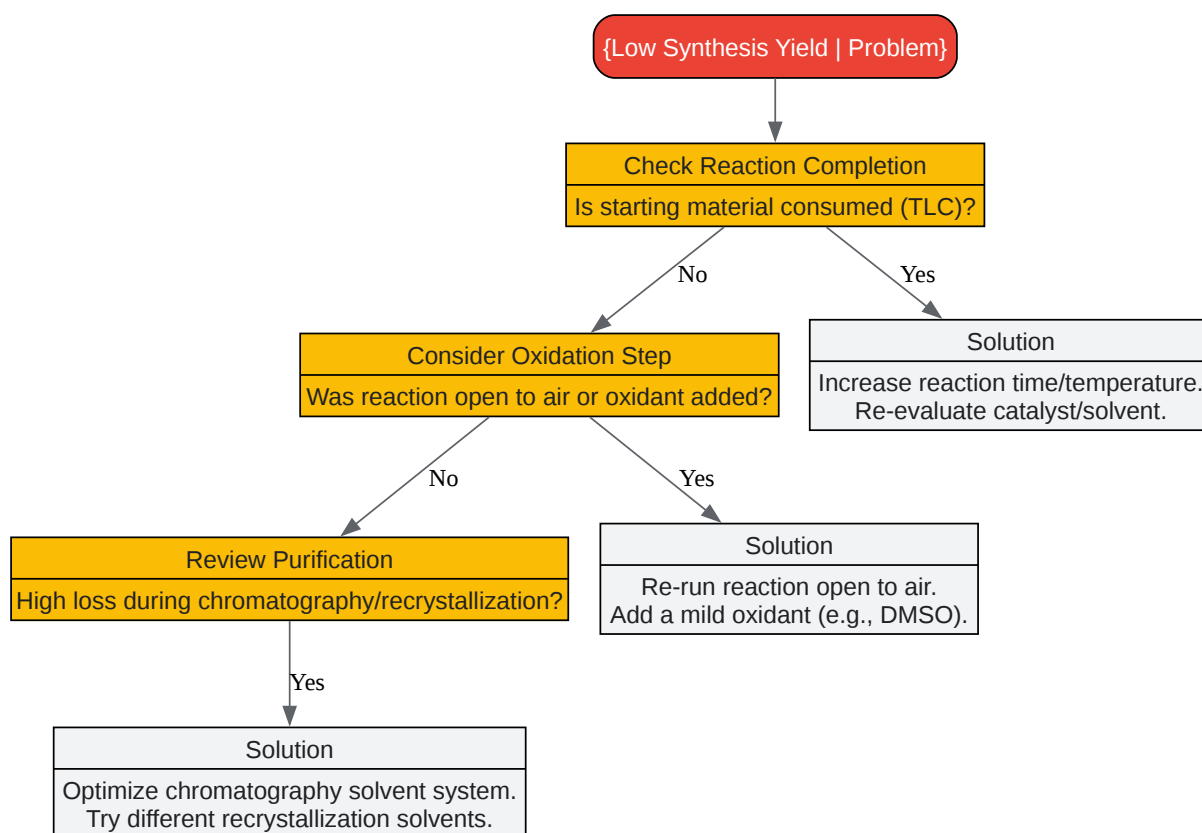 {Low Synthesis Yield | Problem}
Check Reaction Completion
Is starting material consumed (TLC)?
No
Yes
Consider Oxidation Step
Was reaction open to air or oxidant added?
Solution
Increase reaction time/temperature.
Re-evaluate catalyst/solvent.
No
Yes
Review Purification
High loss during chromatography/recrystallization?
Solution
Re-run reaction open to air.
Add a mild oxidant (e.g., DMSO).
Yes
Solution
Optimize chromatography solvent system.
Try different recrystallization solvents.